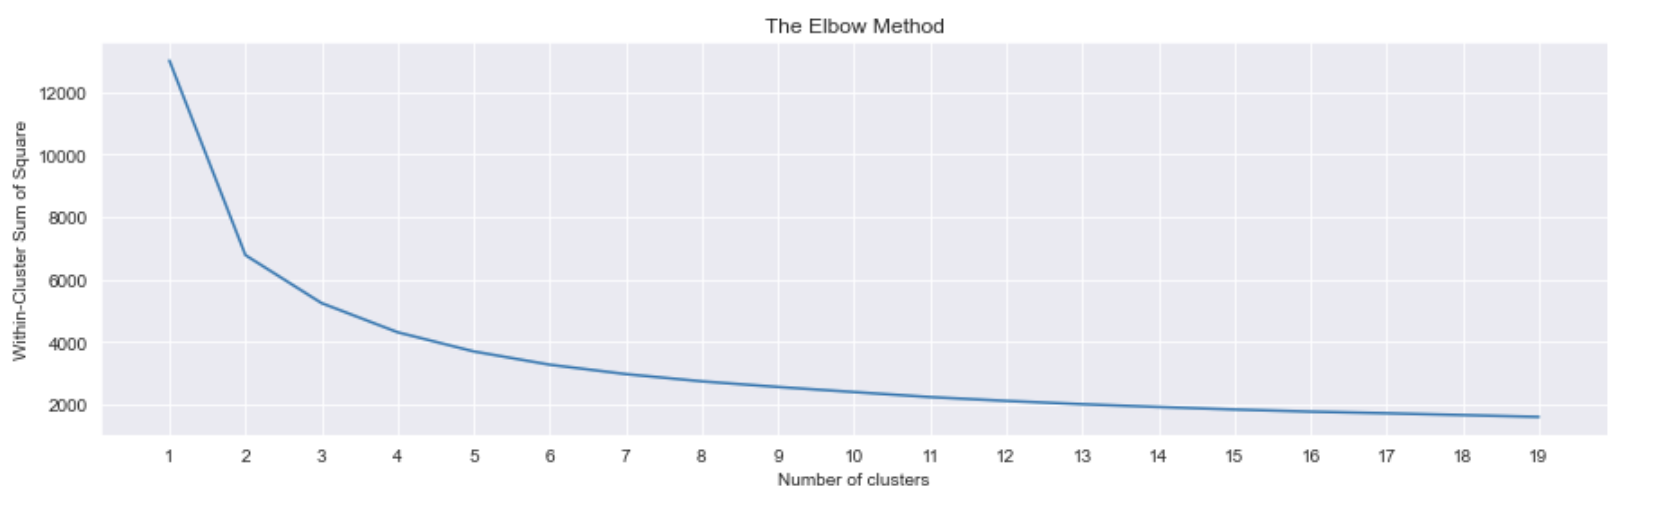 The Elbow Method
12000
10000
8000
6000
4000
2000
Within-Cluster Sum of Square
1 2 3 4 5 6 7 8 9 10 11 12 13 14 15 16 17 18 19
Number of clusters